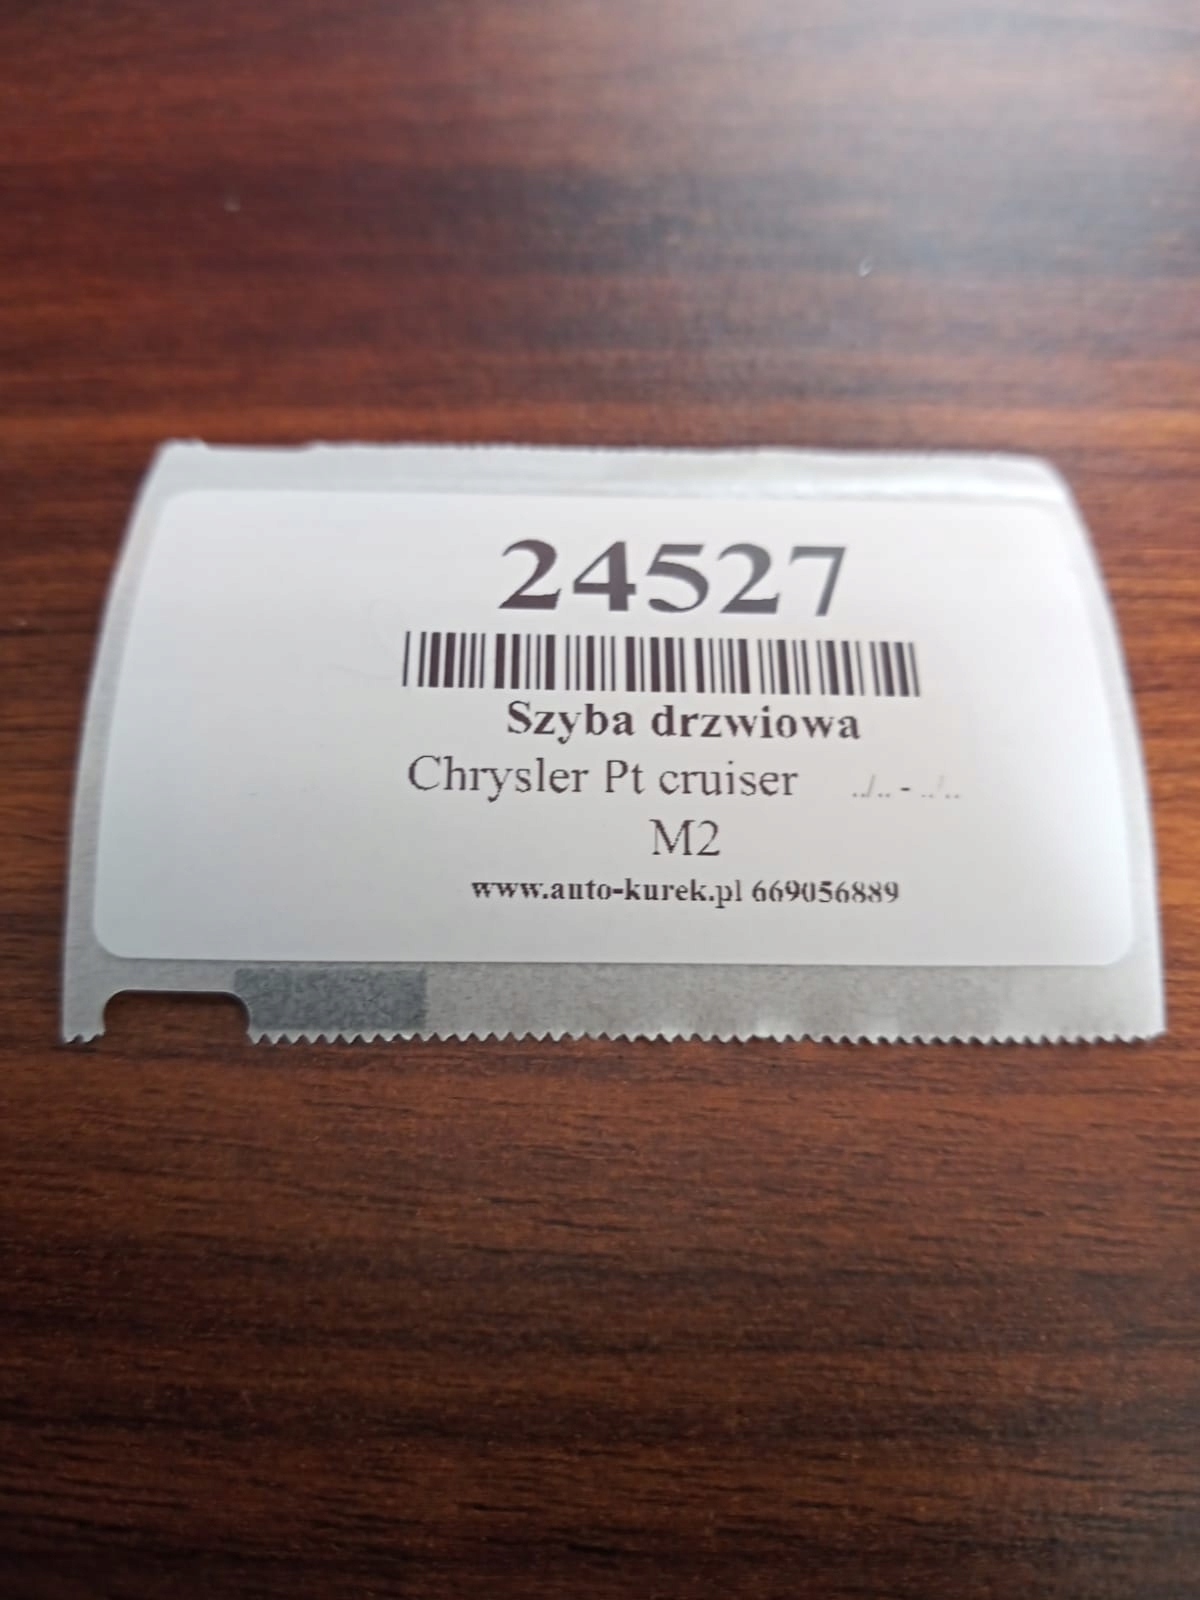 24527
Szyba drzwiowa
Chrysler Pt cruiser ../.. - ../..
M2
www.auto-kurek.pl 669056889